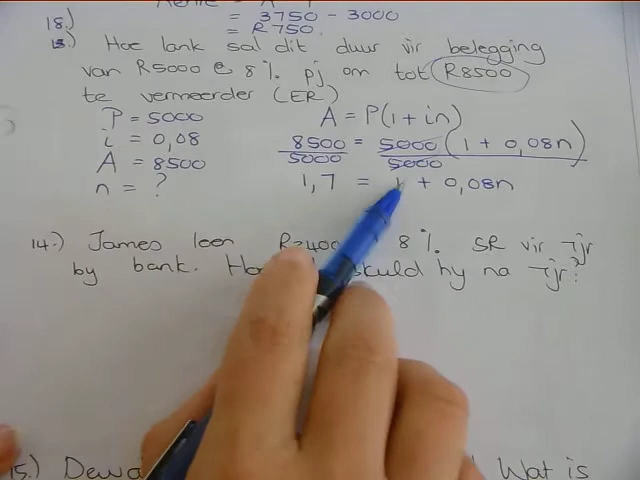 = 3750 - 3000
18.) = R750.
13.) Hoe lank sal dit duur vir belegging
van R5000 @ 8% pj om tot R8500
te vermeerder (ER)
P = 5000 A = P(1 + in)
i = 0,08 8500 = 5000 (1 + 0,08n)
A = 8500 5000 5000
n = ? 1,7 = 1 + 0,08n
14.) James leen 8% SR vir 7jr
by bank. skuld hy na 7jr?
15.) Wat is